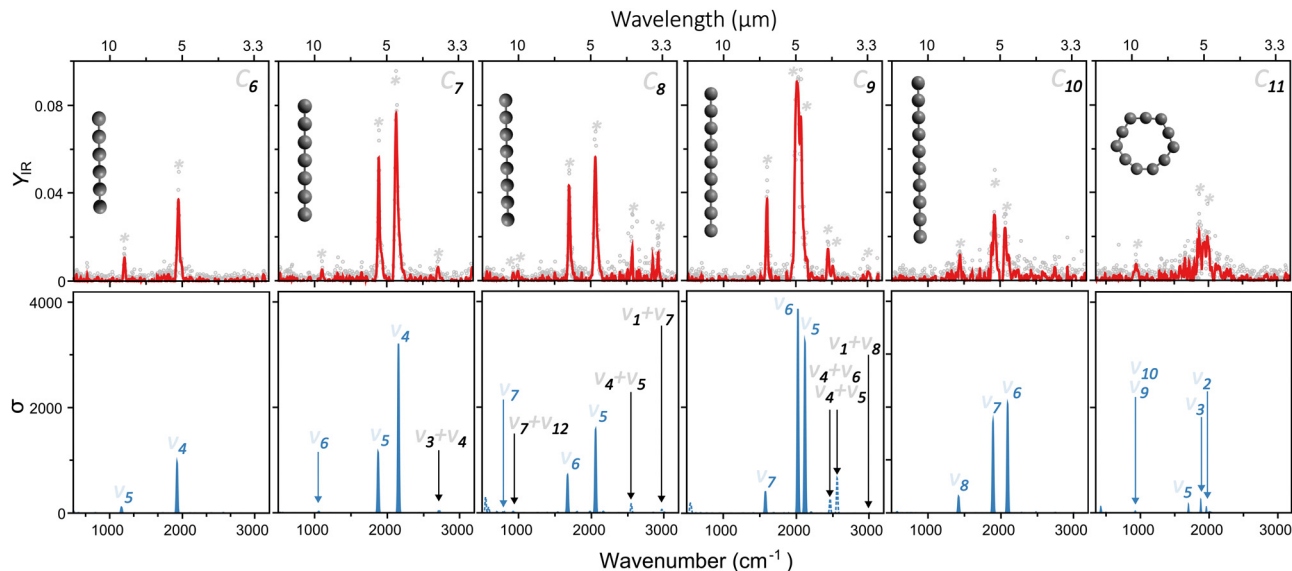 Wavelength (μm)
10 5 3.3 10 5 3.3 10 5 3.3 10 5 3.3 10 5 3.3 10 5 3.3
C6 C7 C8 C9 C10 C11
0.08
0.04
0
YIR
* * * * * * * * * * * * * * * * * * * * * * * *
4000
2000
0
σ
ν5 ν4
ν6 ν5 ν4 ν3+ν4
ν7 ν7+ν12 ν6 ν5 ν4+ν5 ν1+ν7
ν7 ν6 ν5 ν4+ν6 ν4+ν5 ν1+ν8
ν8 ν7 ν6
ν10 ν9 ν5 ν3 ν2
1000 2000 3000 1000 2000 3000 1000 2000 3000 1000 2000 3000 1000 2000 3000 1000 2000 3000
Wavenumber (cm-1)